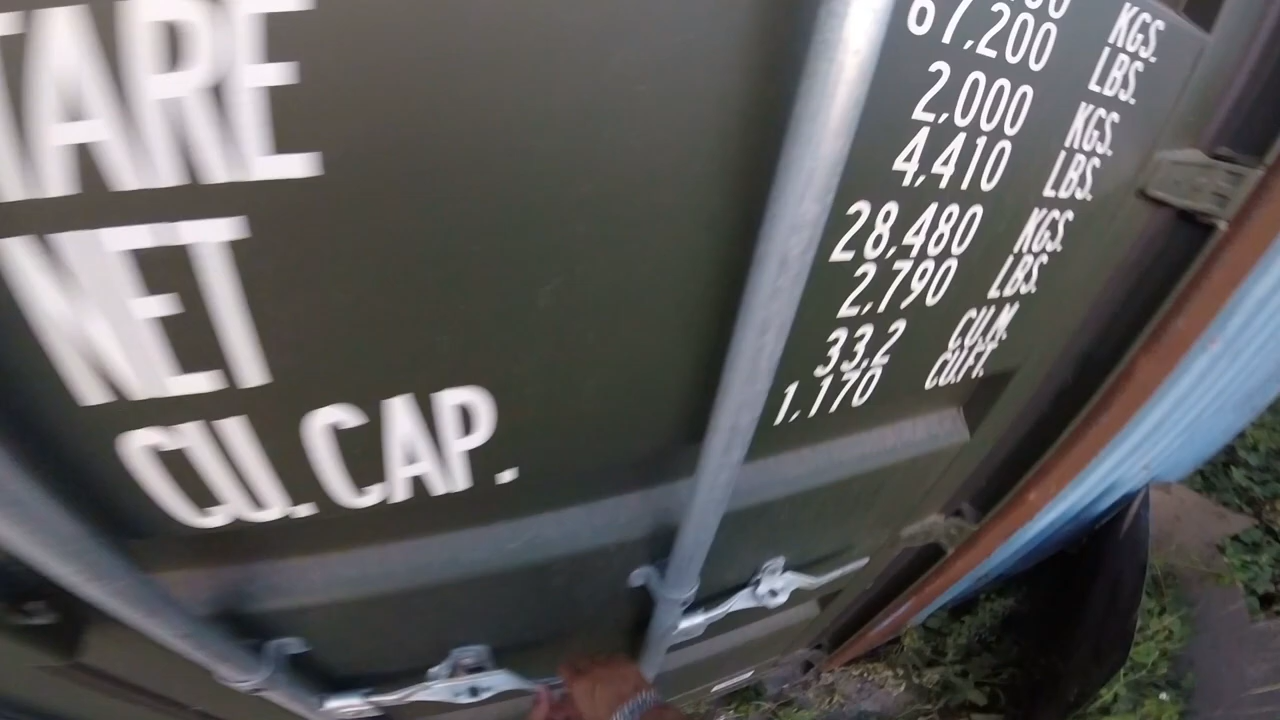 67,200 LBS.
TARE 2,000 KGS.
4,410 LBS.
NET 28,480 KGS.
2,790 LBS.
CU.CAP. 33,2 CU.M.
1,170 CU.FT.